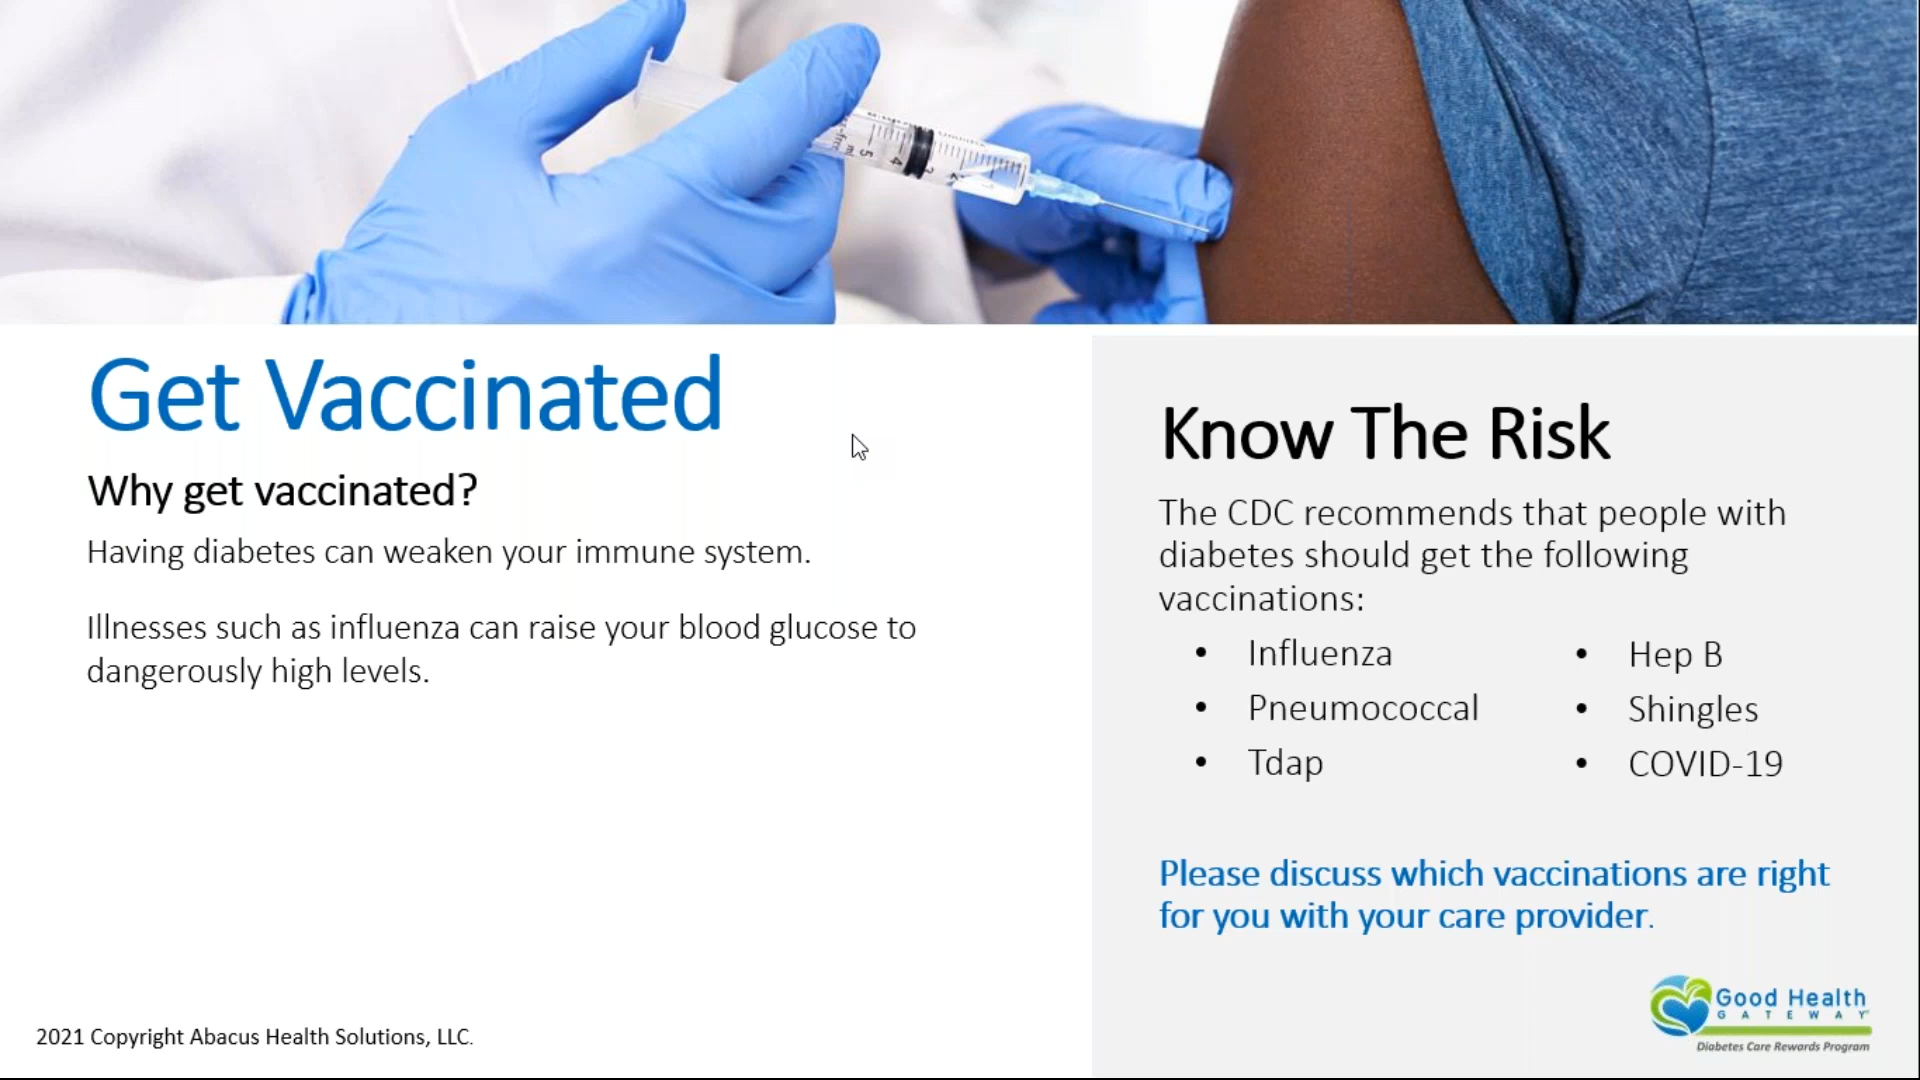 Get Vaccinated
Why get vaccinated?
Having diabetes can weaken your immune system.
Illnesses such as influenza can raise your blood glucose to
dangerously high levels.
Know The Risk
The CDC recommends that people with
diabetes should get the following
vaccinations:
• Influenza
• Pneumococcal
• Tdap
• Hep B
• Shingles
• COVID-19
Please discuss which vaccinations are right
for you with your care provider.
2021 Copyright Abacus Health Solutions, LLC.
Good Health
GATEWAY
Diabetes Care Rewards Program